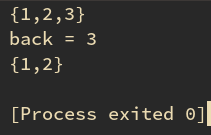 {1,2,3}
back = 3
{1,2}
[Process exited 0]